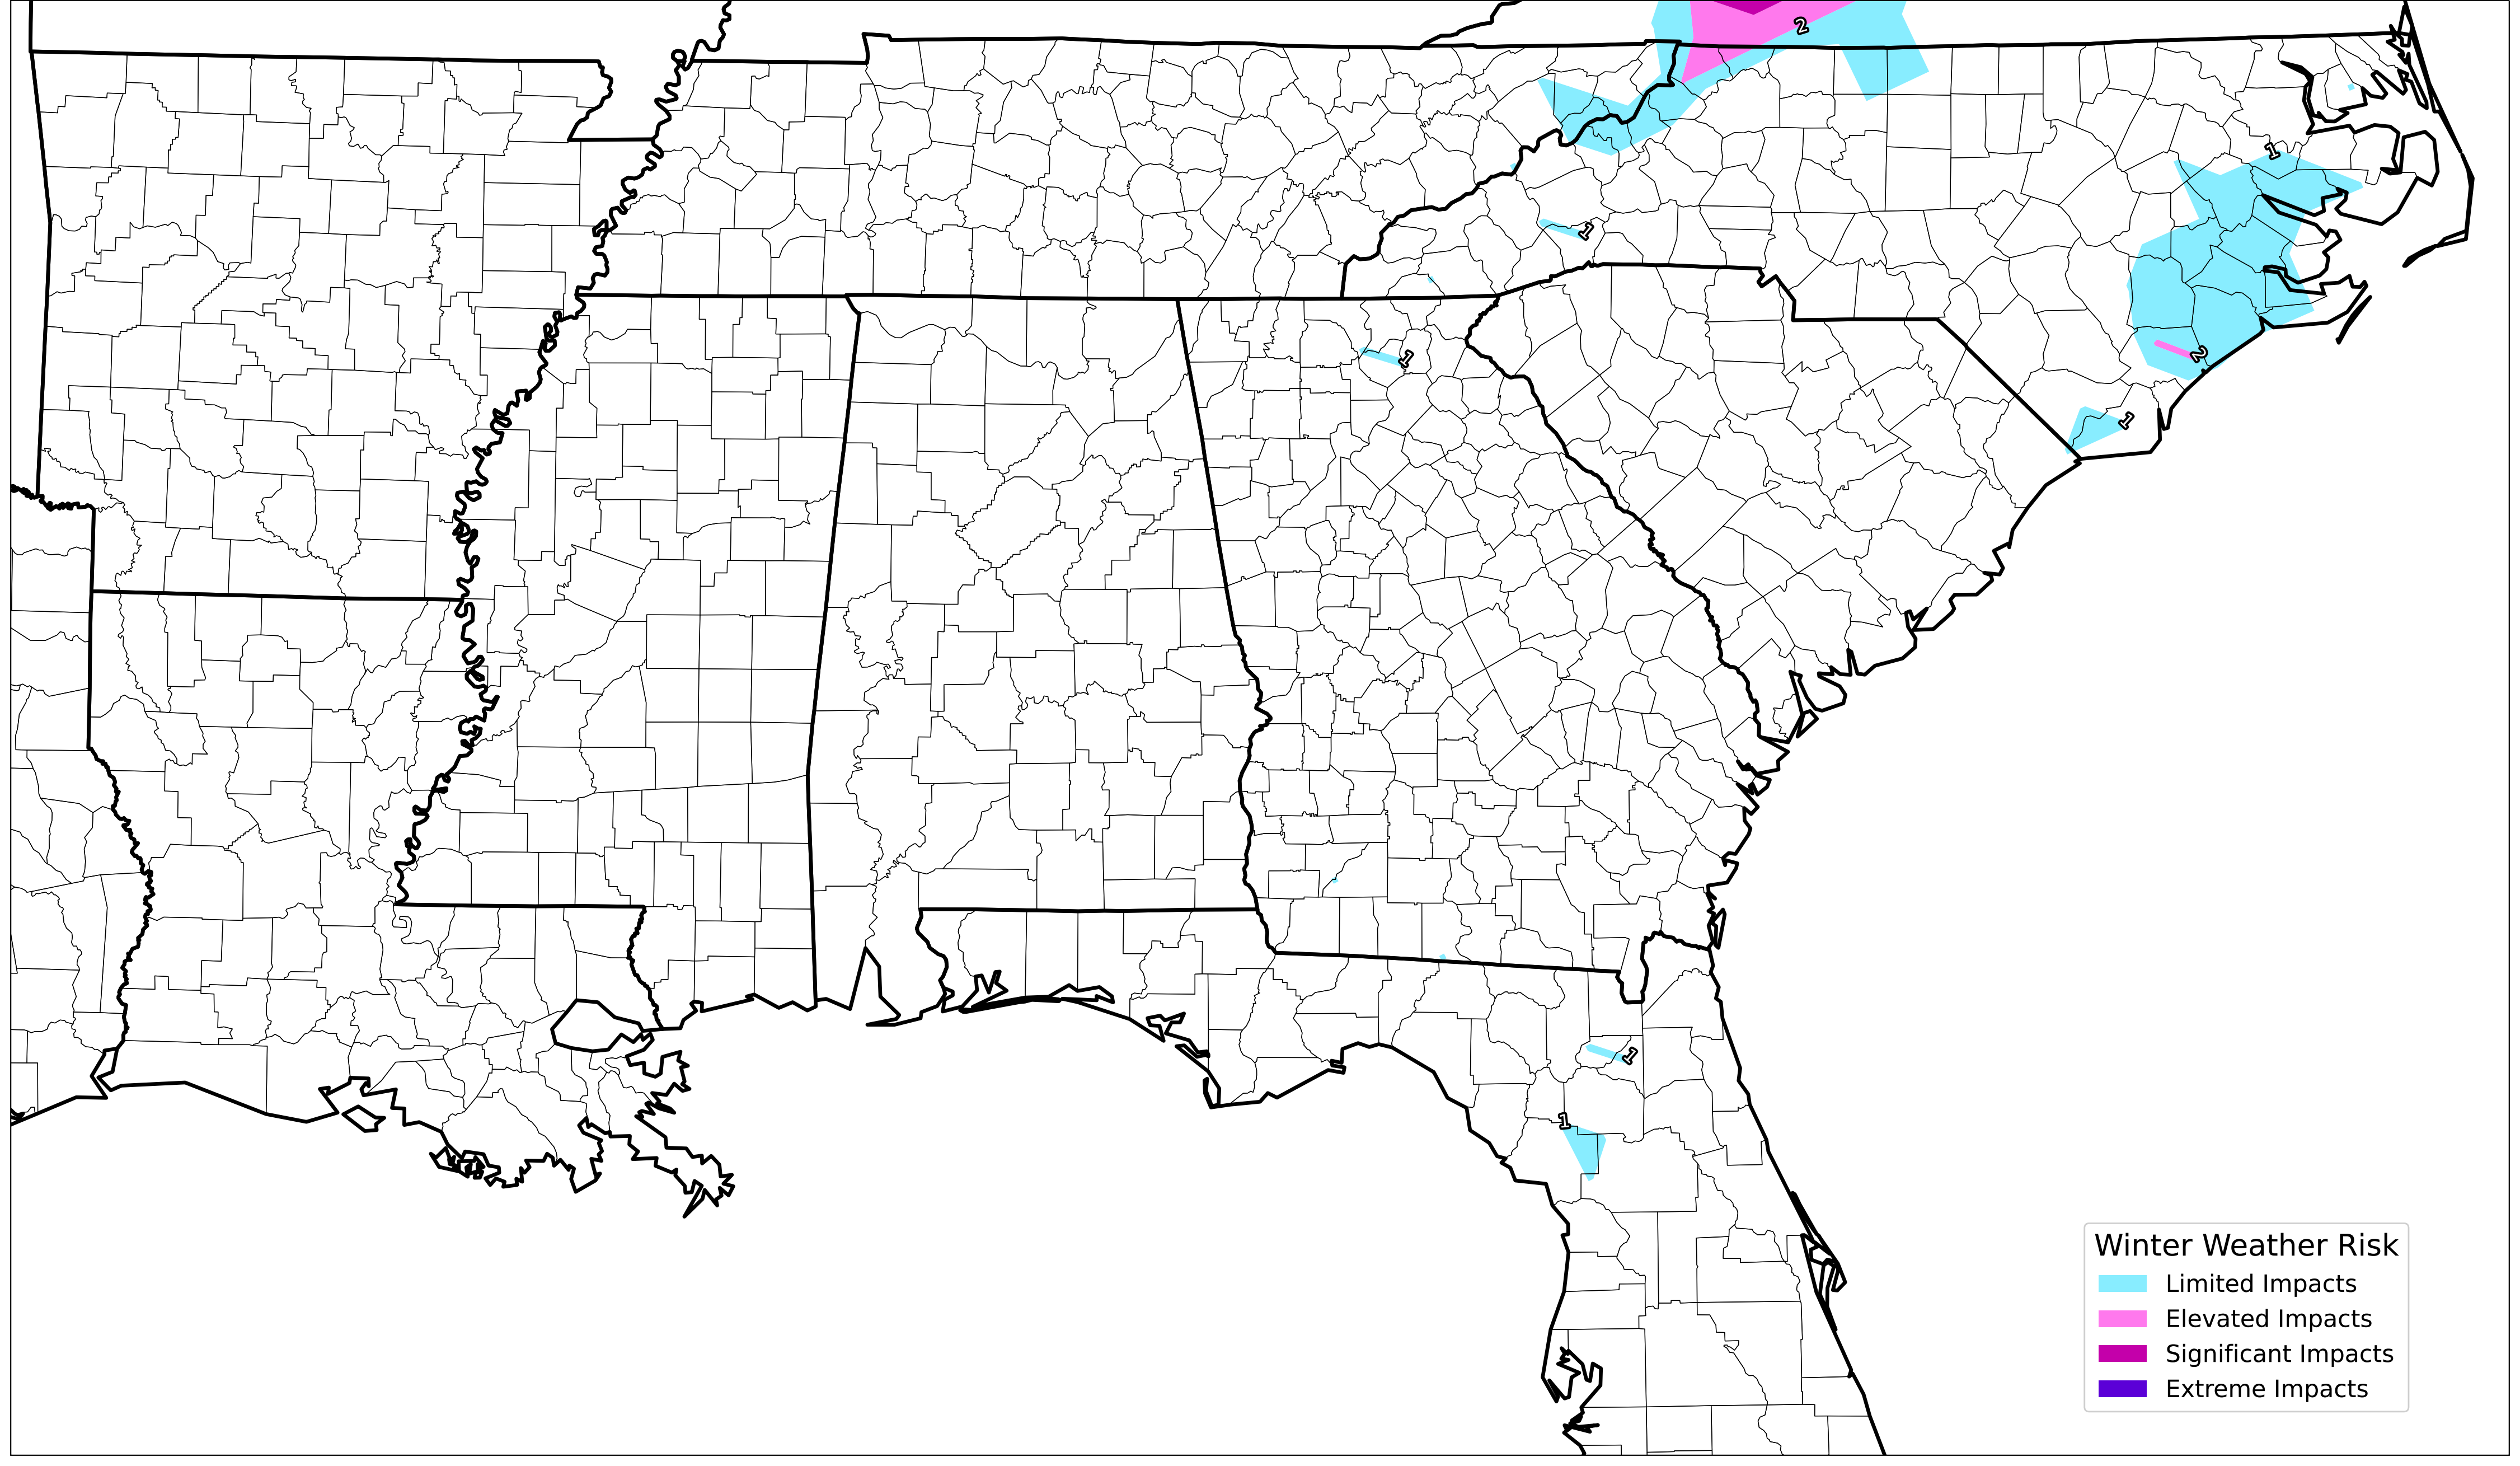 2
1
1
1
2
1
1
1
Winter Weather Risk
Limited Impacts
Elevated Impacts
Significant Impacts
Extreme Impacts